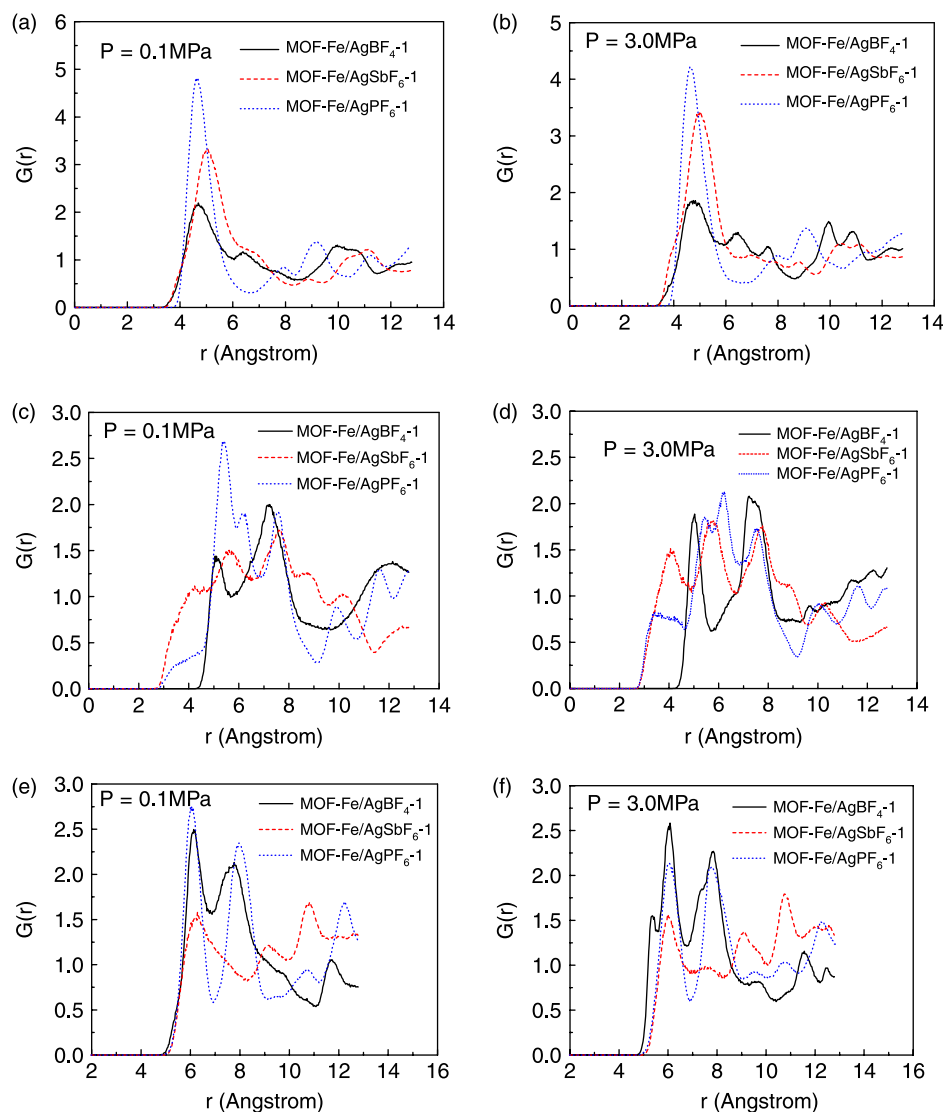 (a)
P = 0.1MPa
MOF-Fe/AgBF4-1
MOF-Fe/AgSbF6-1
MOF-Fe/AgPF6-1
G(r)
6
5
4
3
2
1
0
0 2 4 6 8 10 12 14
r (Angstrom)
(b)
P = 3.0MPa
MOF-Fe/AgBF4-1
MOF-Fe/AgSbF6-1
MOF-Fe/AgPF6-1
G(r)
5
4
3
2
1
0
0 2 4 6 8 10 12 14
r (Angstrom)
(c)
P = 0.1MPa
MOF-Fe/AgBF4-1
MOF-Fe/AgSbF6-1
MOF-Fe/AgPF6-1
G(r)
3.0
2.5
2.0
1.5
1.0
0.5
0.0
0 2 4 6 8 10 12 14
r (Angstrom)
(d)
P = 3.0MPa
MOF-Fe/AgBF4-1
MOF-Fe/AgSbF6-1
MOF-Fe/AgPF6-1
G(r)
3.0
2.5
2.0
1.5
1.0
0.5
0.0
0 2 4 6 8 10 12 14
r (Angstrom)
(e)
P = 0.1MPa
MOF-Fe/AgBF4-1
MOF-Fe/AgSbF6-1
MOF-Fe/AgPF6-1
G(r)
3.0
2.5
2.0
1.5
1.0
0.5
0.0
2 4 6 8 10 12 14 16
r (Angstrom)
(f)
P = 3.0MPa
MOF-Fe/AgBF4-1
MOF-Fe/AgSbF6-1
MOF-Fe/AgPF6-1
G(r)
3.0
2.5
2.0
1.5
1.0
0.5
0.0
2 4 6 8 10 12 14 16
r (Angstrom)